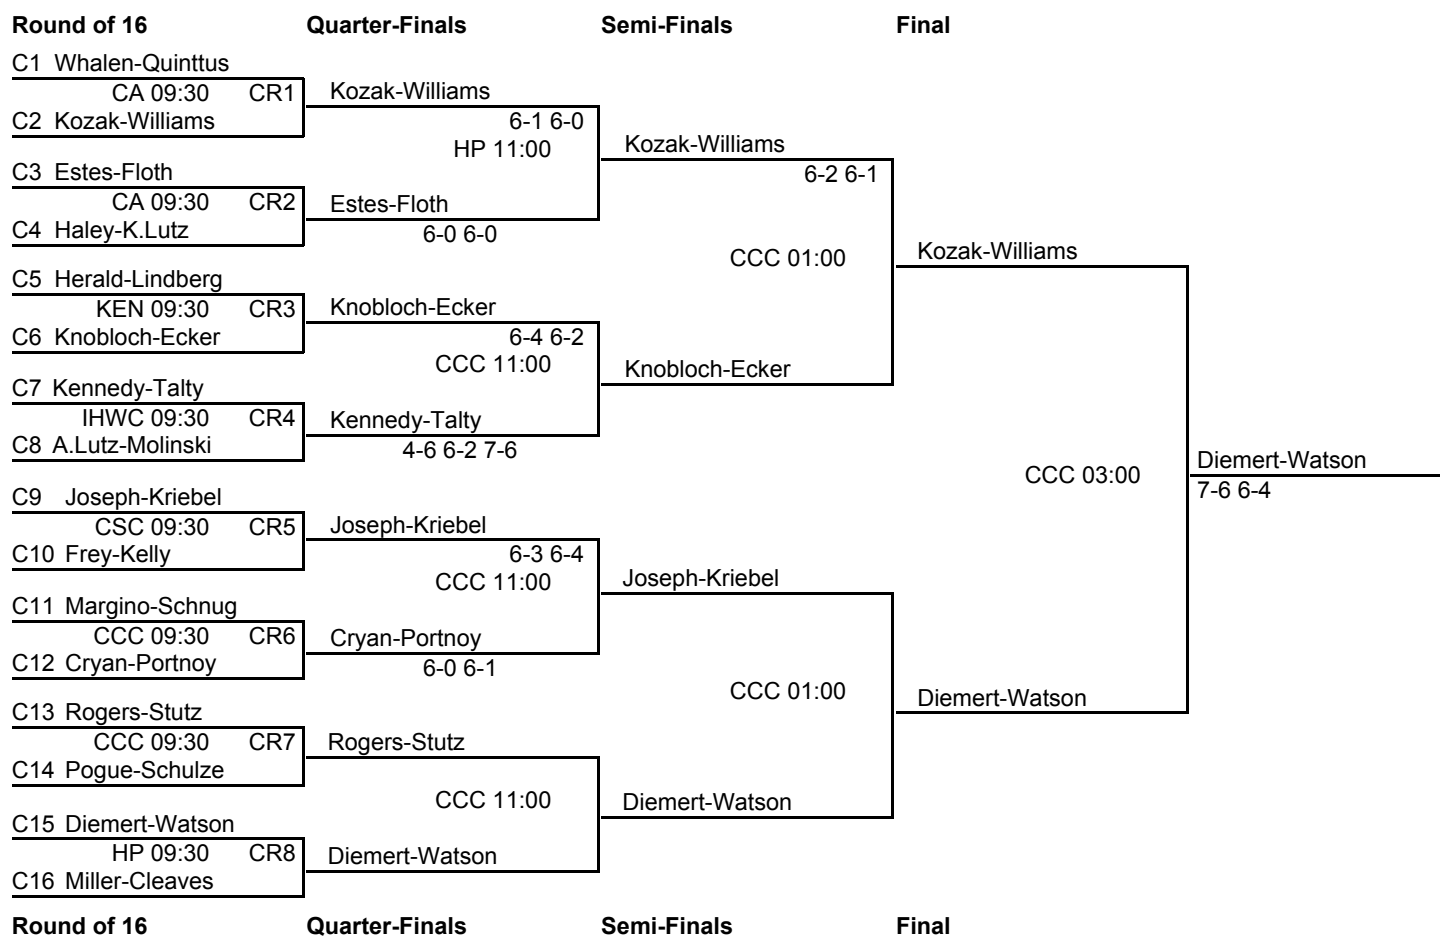 Round of 16 Quarter-Finals Semi-Finals Final
C1 Whalen-Quinttus
CA 09:30 CR1
C2 Kozak-Williams
C3 Estes-Floth
CA 09:30 CR2
C4 Haley-K.Lutz
C5 Herald-Lindberg
KEN 09:30 CR3
C6 Knobloch-Ecker
C7 Kennedy-Talty
IHWC 09:30 CR4
C8 A.Lutz-Molinski
C9 Joseph-Kriebel
CSC 09:30 CR5
C10 Frey-Kelly
C11 Margino-Schnug
CCC 09:30 CR6
C12 Cryan-Portnoy
C13 Rogers-Stutz
CCC 09:30 CR7
C14 Pogue-Schulze
C15 Diemert-Watson
HP 09:30 CR8
C16 Miller-Cleaves
Kozak-Williams
6-1 6-0
HP 11:00
Estes-Floth
6-0 6-0
Knobloch-Ecker
6-4 6-2
CCC 11:00
Kennedy-Talty
4-6 6-2 7-6
Joseph-Kriebel
6-3 6-4
CCC 11:00
Cryan-Portnoy
6-0 6-1
Rogers-Stutz
CCC 11:00
Diemert-Watson
Kozak-Williams
6-2 6-1
CCC 01:00
Knobloch-Ecker
Joseph-Kriebel
CCC 01:00
Diemert-Watson
Kozak-Williams
CCC 03:00
Diemert-Watson
Diemert-Watson
7-6 6-4
Round of 16 Quarter-Finals Semi-Finals Final